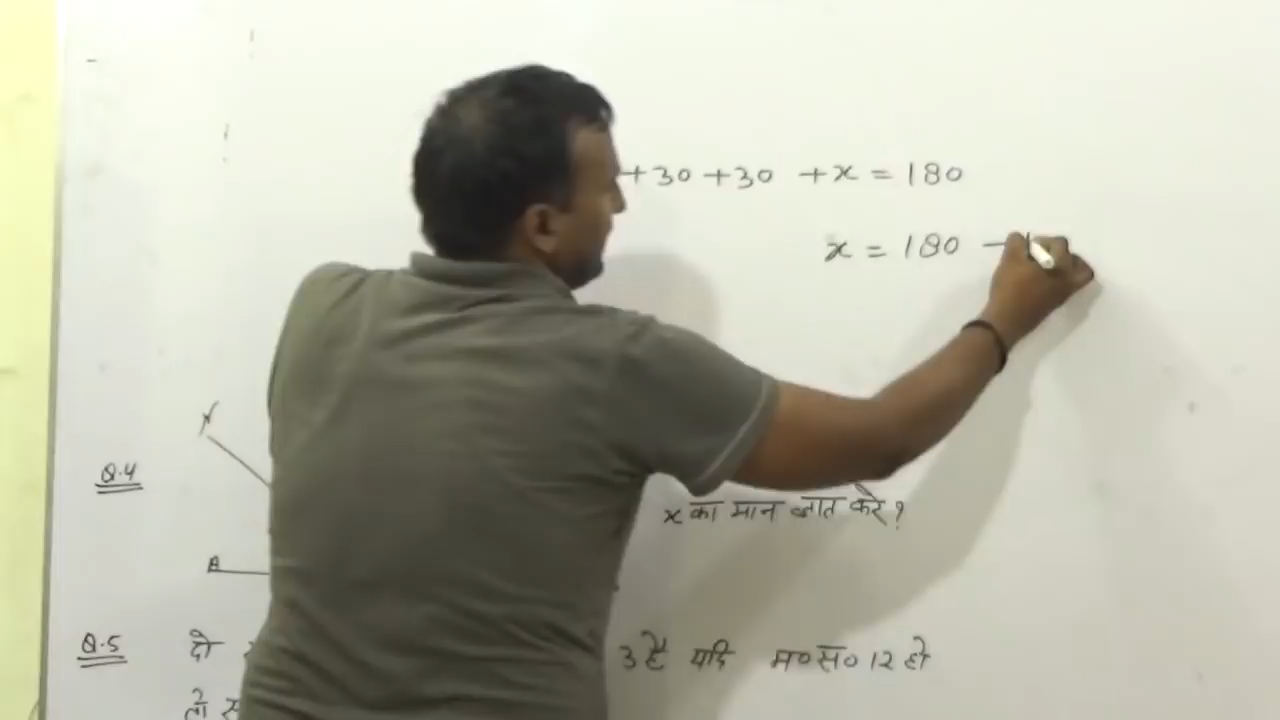 +30 +30 +x = 180
x = 180 -
Q.4
x का मान ज्ञात करे ?
A
Q.5 दो 3 है यदि म०स० 12 हो
तो